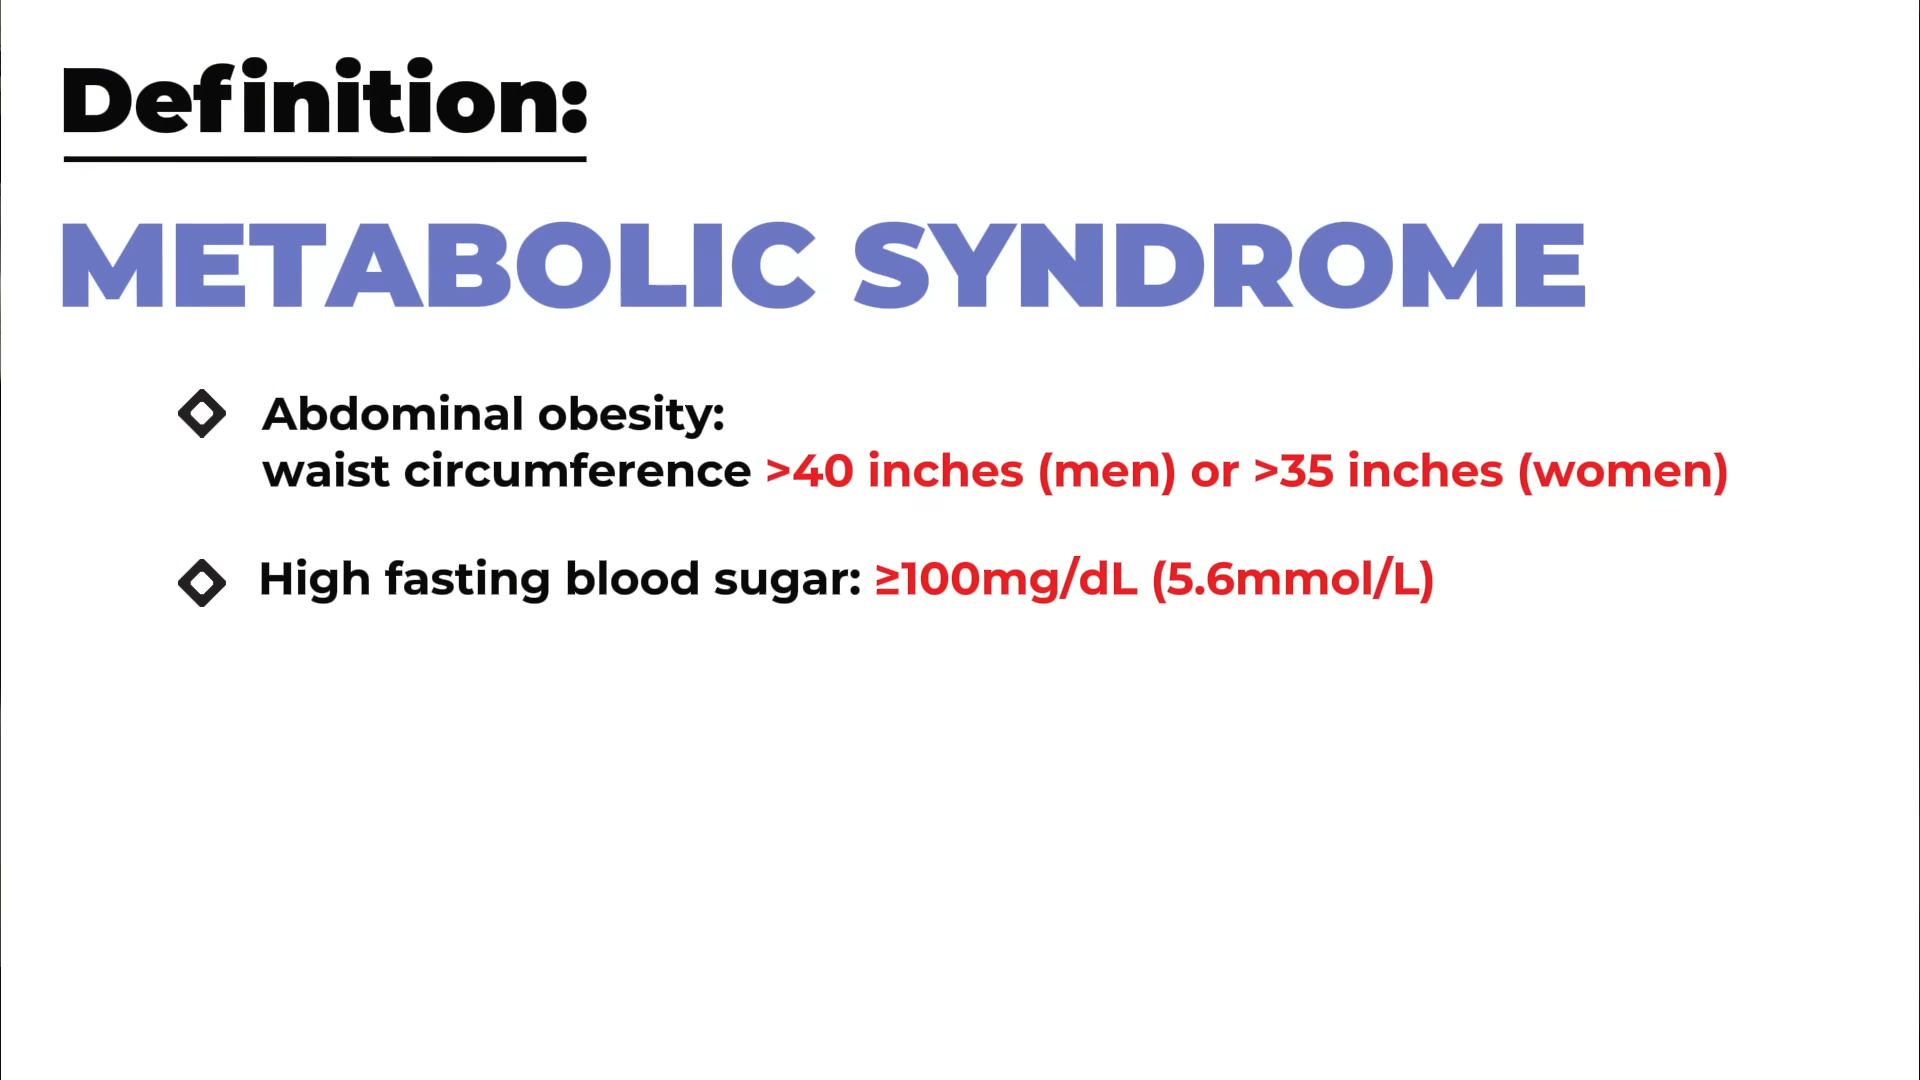 Definition:
METABOLIC SYNDROME
Abdominal obesity:
waist circumference >40 inches (men) or >35 inches (women)
High fasting blood sugar: ≥100mg/dL (5.6mmol/L)